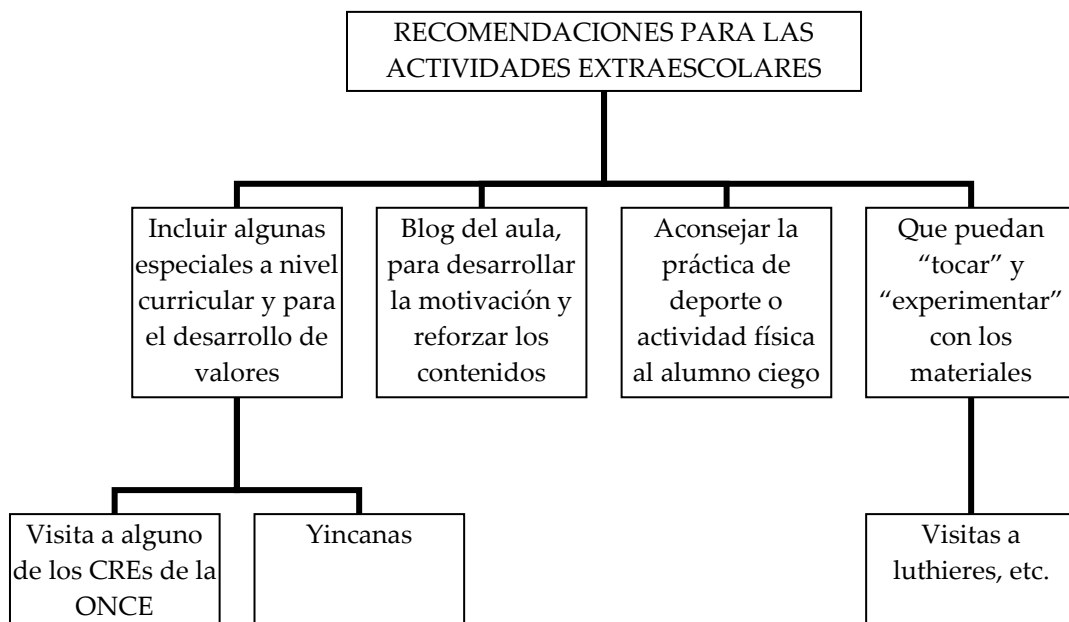 RECOMENDACIONES PARA LAS
ACTIVIDADES EXTRAESCOLARES
Incluir algunas
especiales a nivel
curricular y para
el desarrollo de
valores
Blog del aula,
para desarrollar
la motivación y
reforzar los
contenidos
Aconsejar la
práctica de
deporte o
actividad física
al alumno ciego
Que puedan
“tocar” y
“experimentar”
con los
materiales
Visita a alguno
de los CREs de la
ONCE
Yincanas
Visitas a
luthieres, etc.